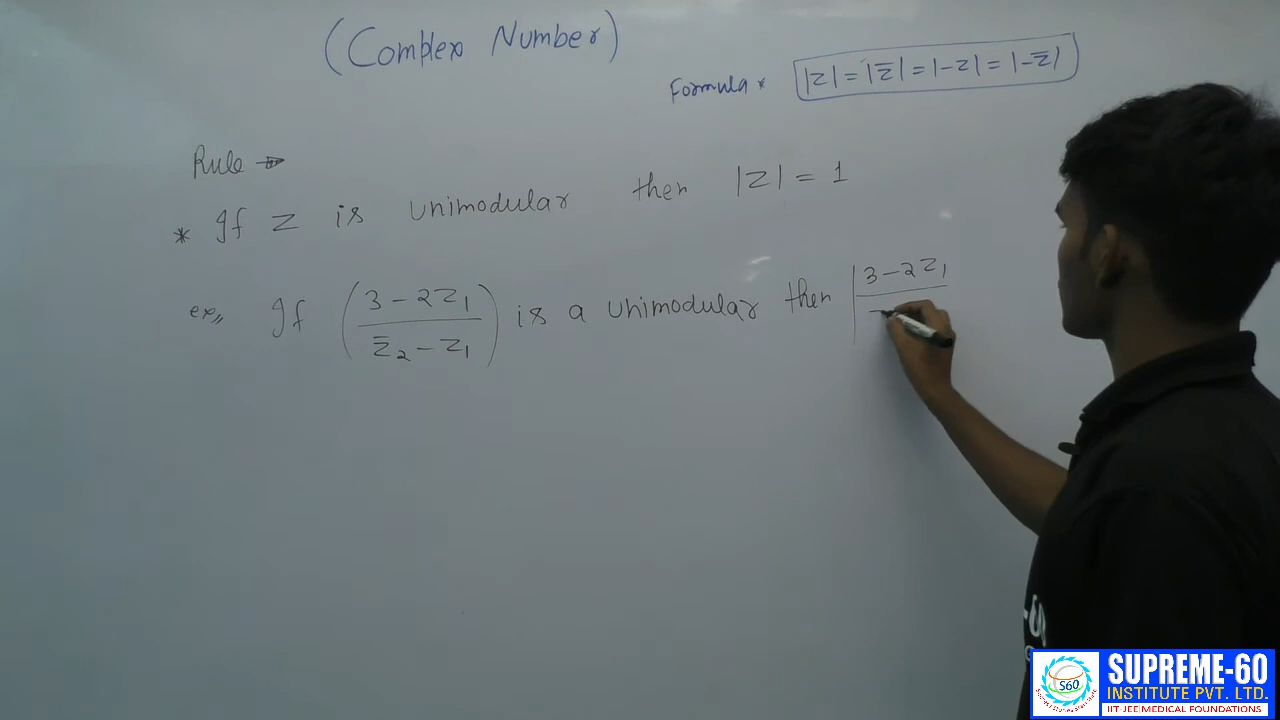 (Complex Number)
Formula * |z| = |z̅| = |-z| = |-z̅|
Rule →
* If z is unimodular then |z| = 1
ex,, If (3 - 2z₁ / z̅₂ - z₁) is a unimodular then |3 - 2z₁
S60
SUPREME-60
INSTITUTE PVT. LTD.
IIT-JEE|MEDICAL FOUNDATIONS